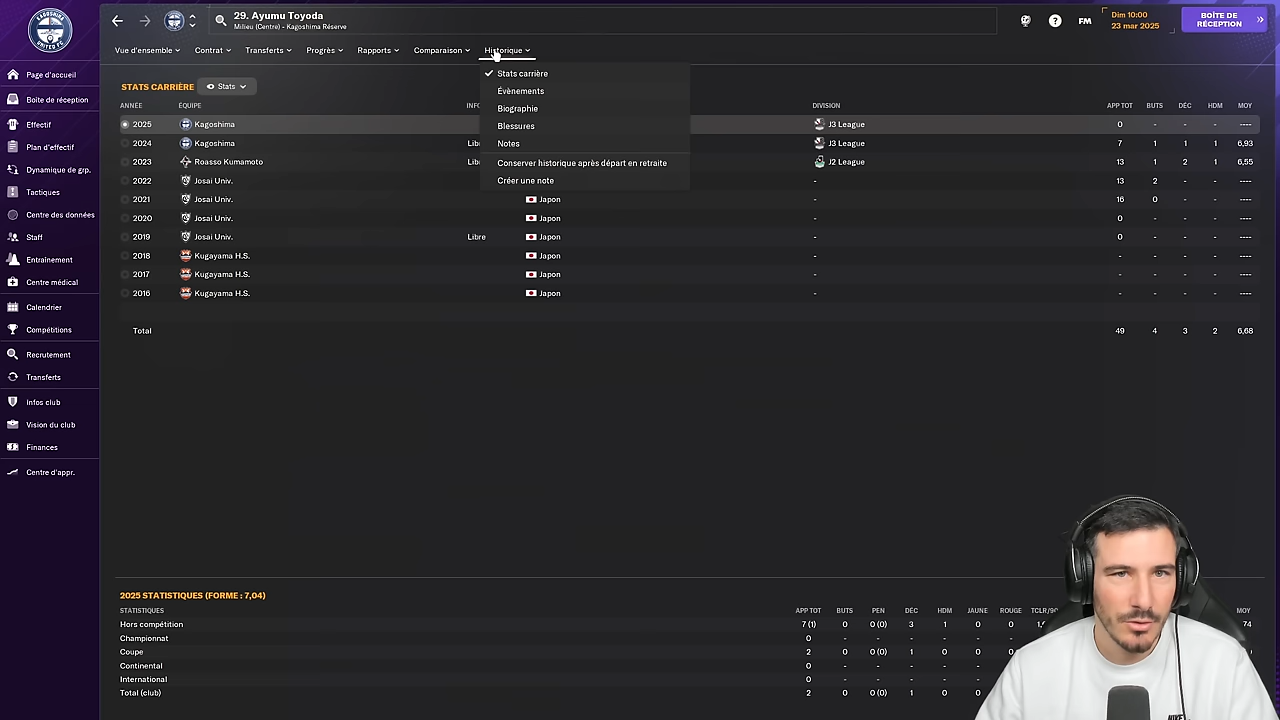 29. Ayumu Toyoda
Milieu (Centre) - Kagoshima Réserve
FM
Dim 10:00
23 mar 2025
BOÎTE DE RÉCEPTION
Vue d'ensemble Contrat Transferts Progrès Rapports Comparaison Historique
Page d'accueil
Boîte de réception
Effectif
Plan d'effectif
Dynamique de grp.
Tactiques
Centre des données
Staff
Entraînement
Centre médical
Calendrier
Compétitions
Recrutement
Transferts
Infos club
Vision du club
Finances
Centre d'appr.
Stats carrière
Évènements
Biographie
Blessures
Notes
Conserver historique après départ en retraite
Créer une note
STATS CARRIÈRE Stats
ANNÉE ÉQUIPE DIVISION APP TOT BUTS DÉC HDM MOY
2025 Kagoshima J3 League 0 - - - ----
2024 Kagoshima J3 League 7 1 1 1 6,93
2023 Roasso Kumamoto J2 League 13 1 2 1 6,55
2022 Josai Univ. - 13 2 ----
2021 Josai Univ. Japon - 16 0 ----
2020 Josai Univ. Japon - 0 - - - ----
2019 Josai Univ. Libre Japon - 0 - - - ----
2018 Kugayama H.S. Japon - - - - - ----
2017 Kugayama H.S. Japon - - - - - ----
2016 Kugayama H.S. Japon - - - - - ----
Total 49 4 3 2 6,68
2025 STATISTIQUES (FORME : 7,04)
STATISTIQUES APP TOT BUTS PEN DÉC HDM JAUNE ROUGE TCLR/90 MOY
Hors compétition 7 (1) 0 0 (0) 3 1 0 0 74
Championnat 0 - - - - - -
Coupe 2 0 0 (0) 1 0 0 0
Continental 0 - - - - - -
International 0 - - - - - -
Total (club) 2 0 0 (0) 1 0 0